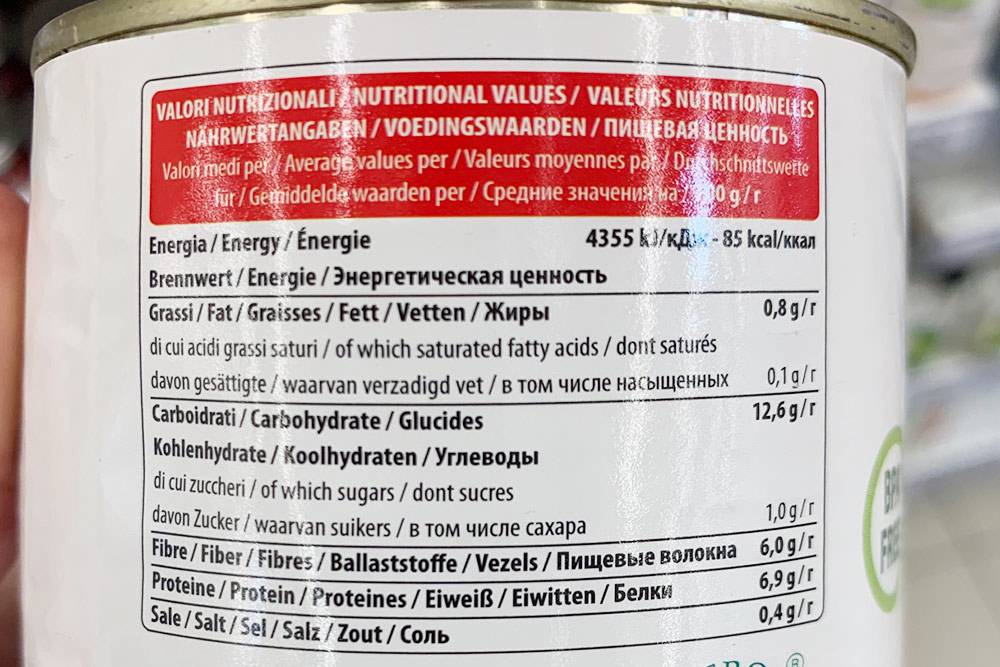 VALORI NUTRIZIONALI / NUTRITIONAL VALUES / VALEURS NUTRITIONNELLES
NÄHRWERTANGABEN / VOEDINGSWAARDEN / ПИЩЕВАЯ ЦЕННОСТЬ
Valori medi per / Average values per / Valeurs moyennes par / Durchschnittswerte
für / Gemiddelde waarden per / Средние значения на g/г
Energia / Energy / Énergie 4355 kJ/кДж - 85 kcal/ккал
Brennwert / Energie / Энергетическая ценность
Grassi / Fat / Graisses / Fett / Vetten / Жиры 0,8 g/г
di cui acidi grassi saturi / of which saturated fatty acids / dont saturés
davon gesättigte / waarvan verzadigd vet / в том числе насыщенных 0,1 g/г
Carboidrati / Carbohydrate / Glucides 12,6 g/г
Kohlenhydrate / Koolhydraten / Углеводы
di cui zuccheri / of which sugars / dont sucres
davon Zucker / waarvan suikers / в том числе сахара 1,0 g/г
Fibre / Fiber / Fibres / Ballaststoffe / Vezels / Пищевые волокна 6,0 g/г
Proteine / Protein / Proteines / Eiweiß / Eiwitten / Белки 6,9 g/г
Sale / Salt / Sel / Salz / Zout / Соль 0,4 g/г
BPA
FREE
®